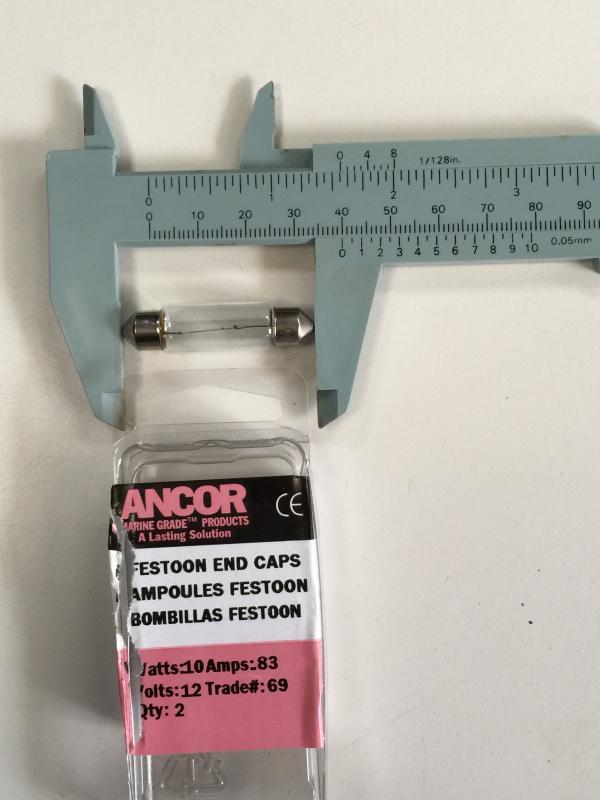 0 4 8 1/128in.
0 1 2 3
0 10 20 30 40 50 60 70 80 90
0 1 2 3 4 5 6 7 8 9 10 0.05mm
ANCOR CE
MARINE GRADE™ PRODUCTS
A Lasting Solution
FESTOON END CAPS
AMPOULES FESTOON
BOMBILLAS FESTOON
Watts:10 Amps:.83
Volts:12 Trade#:69
Qty: 2